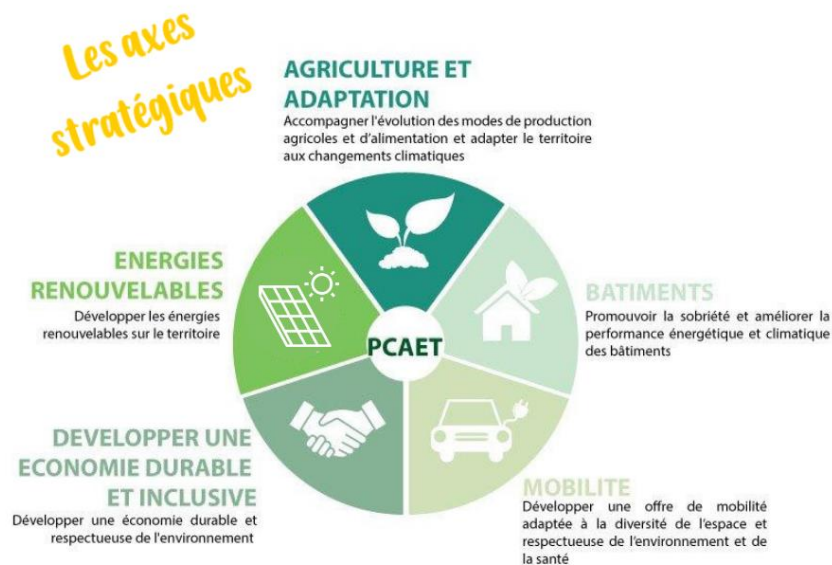 Les axes
stratégiques
AGRICULTURE ET
ADAPTATION
Accompagner l'évolution des modes de production
agricoles et d'alimentation et adapter le territoire
aux changements climatiques
ENERGIES
RENOUVELABLES
Développer les énergies
renouvelables sur le territoire
BATIMENTS
Promouvoir la sobriété et améliorer la
performance énergétique et climatique
des bâtiments
PCAET
DEVELOPPER UNE
ECONOMIE DURABLE
ET INCLUSIVE
Développer une économie durable et
respectueuse de l'environnement
MOBILITE
Développer une offre de mobilité
adaptée à la diversité de l'espace et
respectueuse de l'environnement et de
la santé